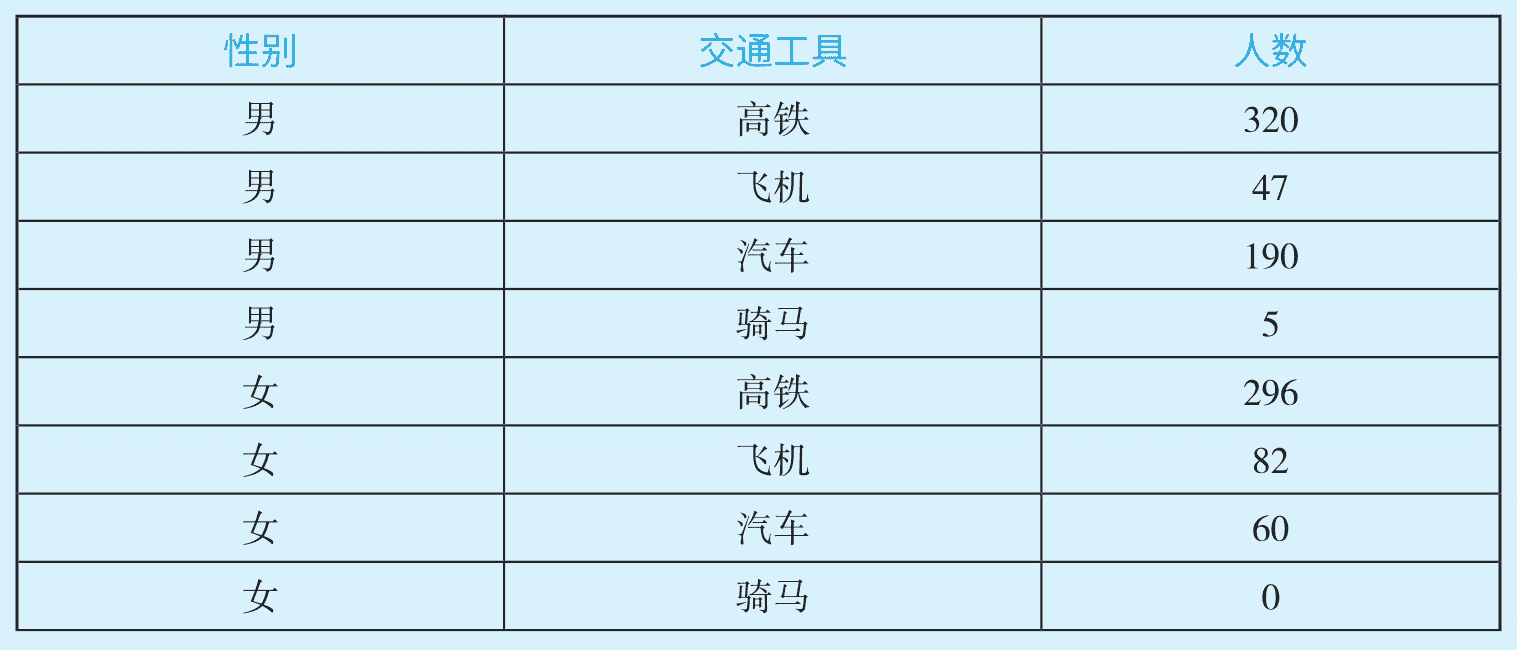 性别 交通工具 人数
男 高铁 320
男 飞机 47
男 汽车 190
男 骑马 5
女 高铁 296
女 飞机 82
女 汽车 60
女 骑马 0